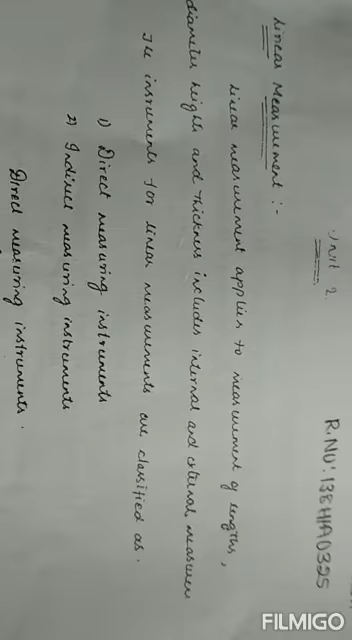 Unit 2.
R.NO: 138H1A0325
Linear Measurement :-
Linear measurement applies to measurement of lengths,
diameter, heights and thickness includes internal and external measuremen
The instruments for linear measurements are classified as.
1) Direct measuring instruments
2) Indirect measuring instruments
Direct measuring instruments.
FILMIGO